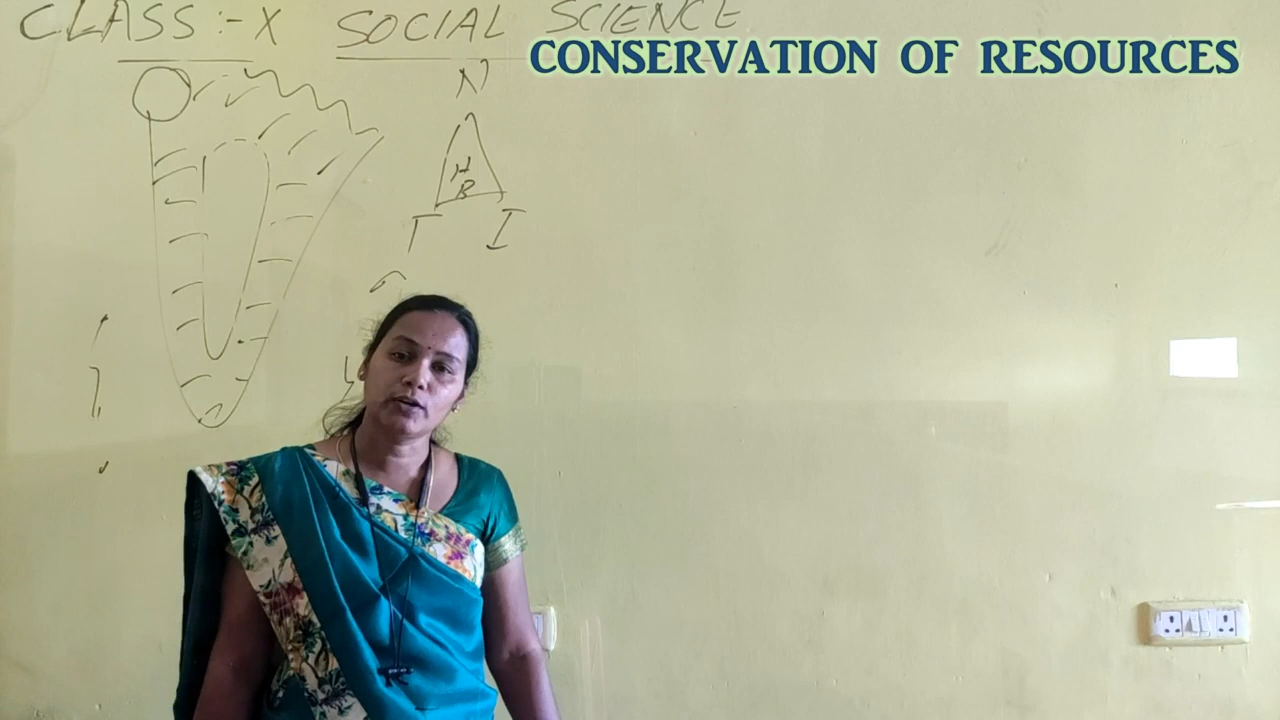 CLASS :- X SOCIAL SCIENCE
CONSERVATION OF RESOURCES
N
H
B
T I